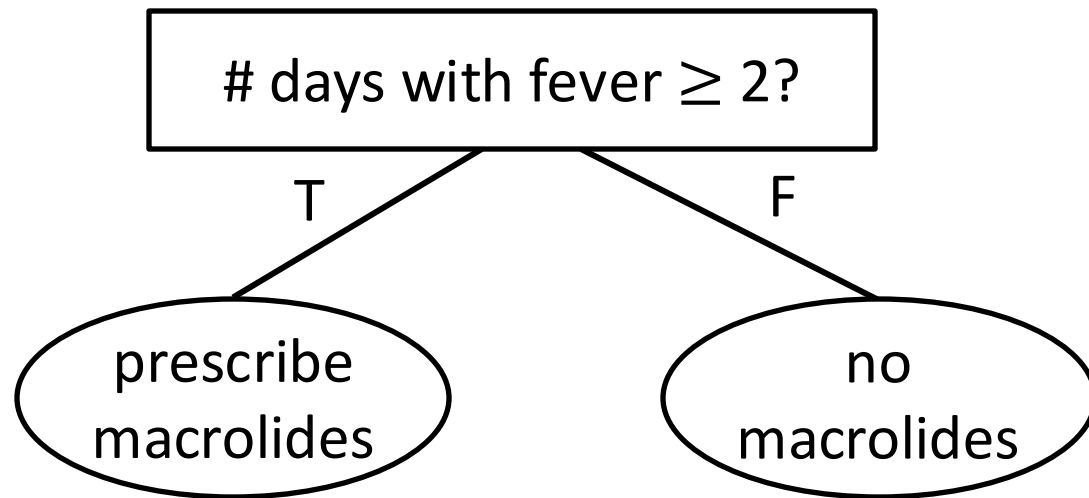 # days with fever ≥ 2?
T
F
prescribe
macrolides
no
macrolides